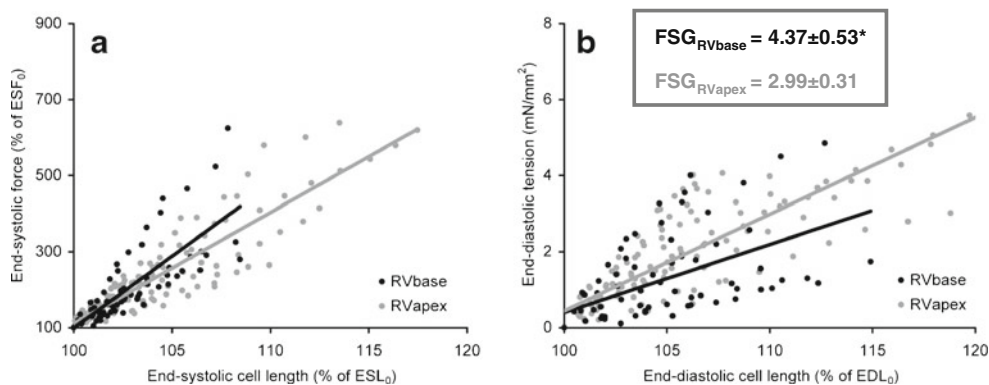 a
End-systolic force (% of ESF₀)
900
700
500
300
100
100
105
110
115
120
End-systolic cell length (% of ESL₀)
RVbase
RVapex
b
FSG_RVbase = 4.37±0.53*
FSG_RVapex = 2.99±0.31
End-diastolic tension (mN/mm²)
8
6
4
2
0
100
105
110
115
120
End-diastolic cell length (% of EDL₀)
RVbase
RVapex